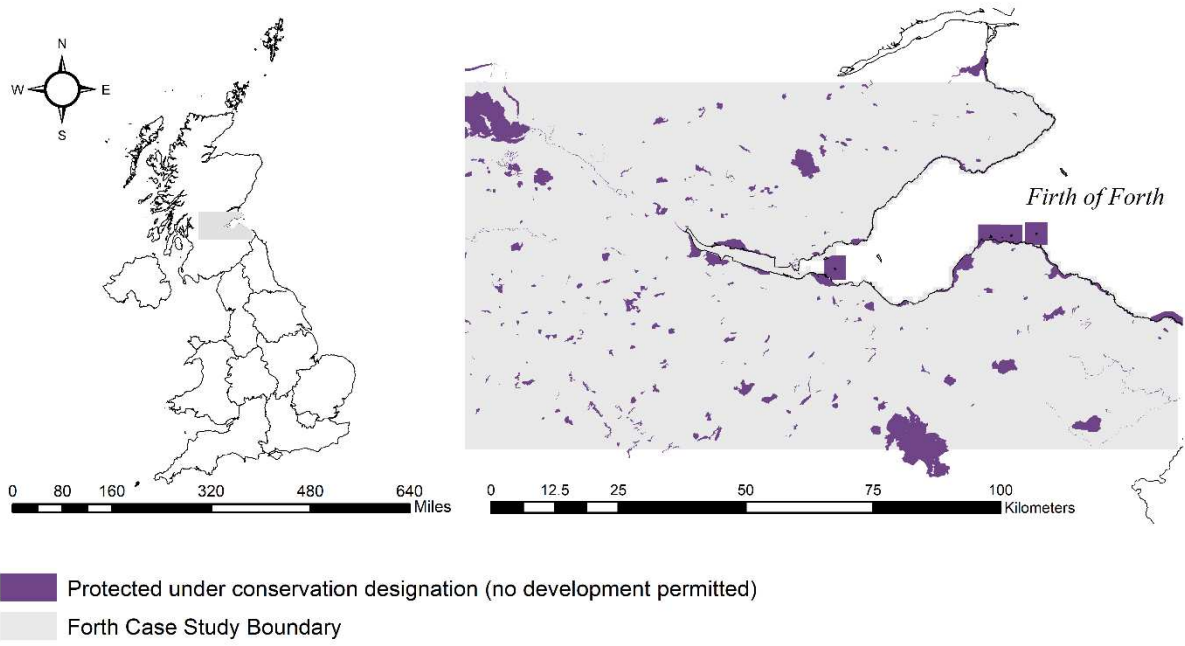 N
W E
S
Firth of Forth
0 80 160 320 480 640 Miles
0 12.5 25 50 75 100 Kilometers
Protected under conservation designation (no development permitted)
Forth Case Study Boundary